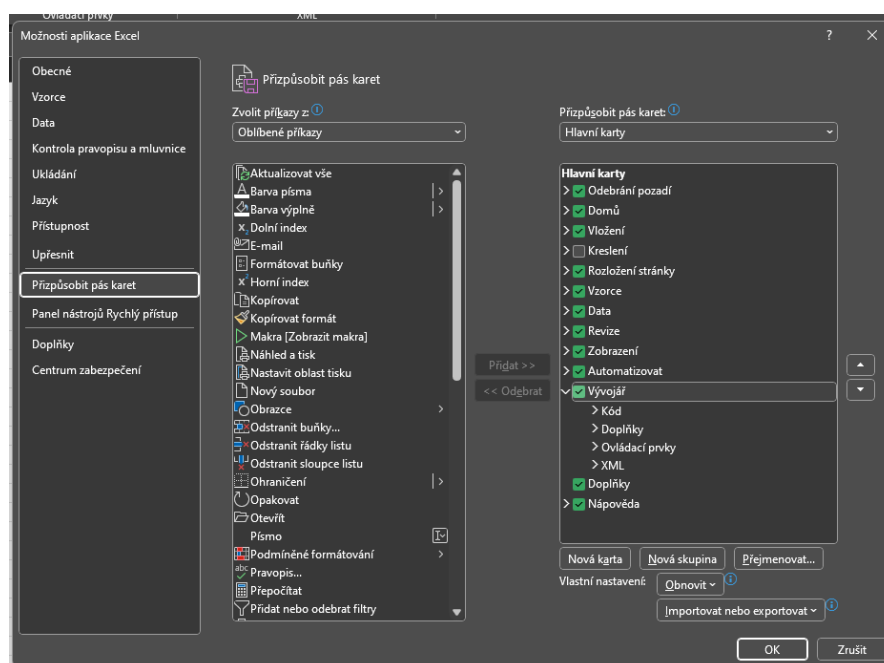 Ovládací prvky
XML
Možnosti aplikace Excel
?
Obecné
Vzorce
Data
Kontrola pravopisu a mluvnice
Ukládání
Jazyk
Přístupnost
Upřesnit
Přizpůsobit pás karet
Panel nástrojů Rychlý přístup
Doplňky
Centrum zabezpečení
Přizpůsobit pás karet
Zvolit příkazy z:
Oblíbené příkazy
Aktualizovat vše
Barva písma
Barva výplně
Dolní index
E-mail
Formátovat buňky
Horní index
Kopírovat
Kopírovat formát
Makra [Zobrazit makra]
Náhled a tisk
Nastavit oblast tisku
Nový soubor
Obrazce
Odstranit buňky...
Odstranit řádky listu
Odstranit sloupce listu
Ohraničení
Opakovat
Otevřít
Písmo
Podmíněné formátování
Pravopis...
Přepočítat
Přidat nebo odebrat filtry
Přidat >>
<< Odebrat
Přizpůsobit pás karet:
Hlavní karty
Hlavní karty
Odebrání pozadí
Domů
Vložení
Kreslení
Rozložení stránky
Vzorce
Data
Revize
Zobrazení
Automatizovat
Vývojář
Kód
Doplňky
Ovládací prvky
XML
Doplňky
Nápověda
Nová karta Nová skupina Přejmenovat...
Vlastní nastavení: Obnovit
Importovat nebo exportovat
OK Zrušit